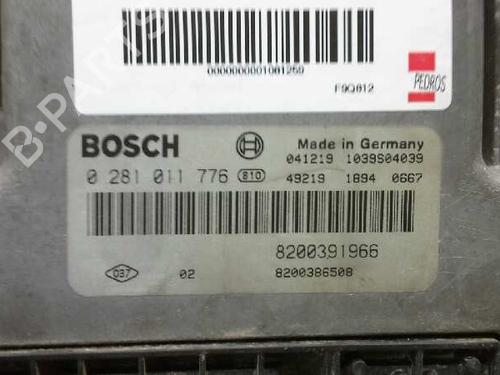 0000000001081259
F9Q812
PEDROS
B-PARTS
BOSCH
Made in Germany
041219 1039S04039
0 281 011 776 810
49219 1894 0667
8200391966
037 02 8200386508